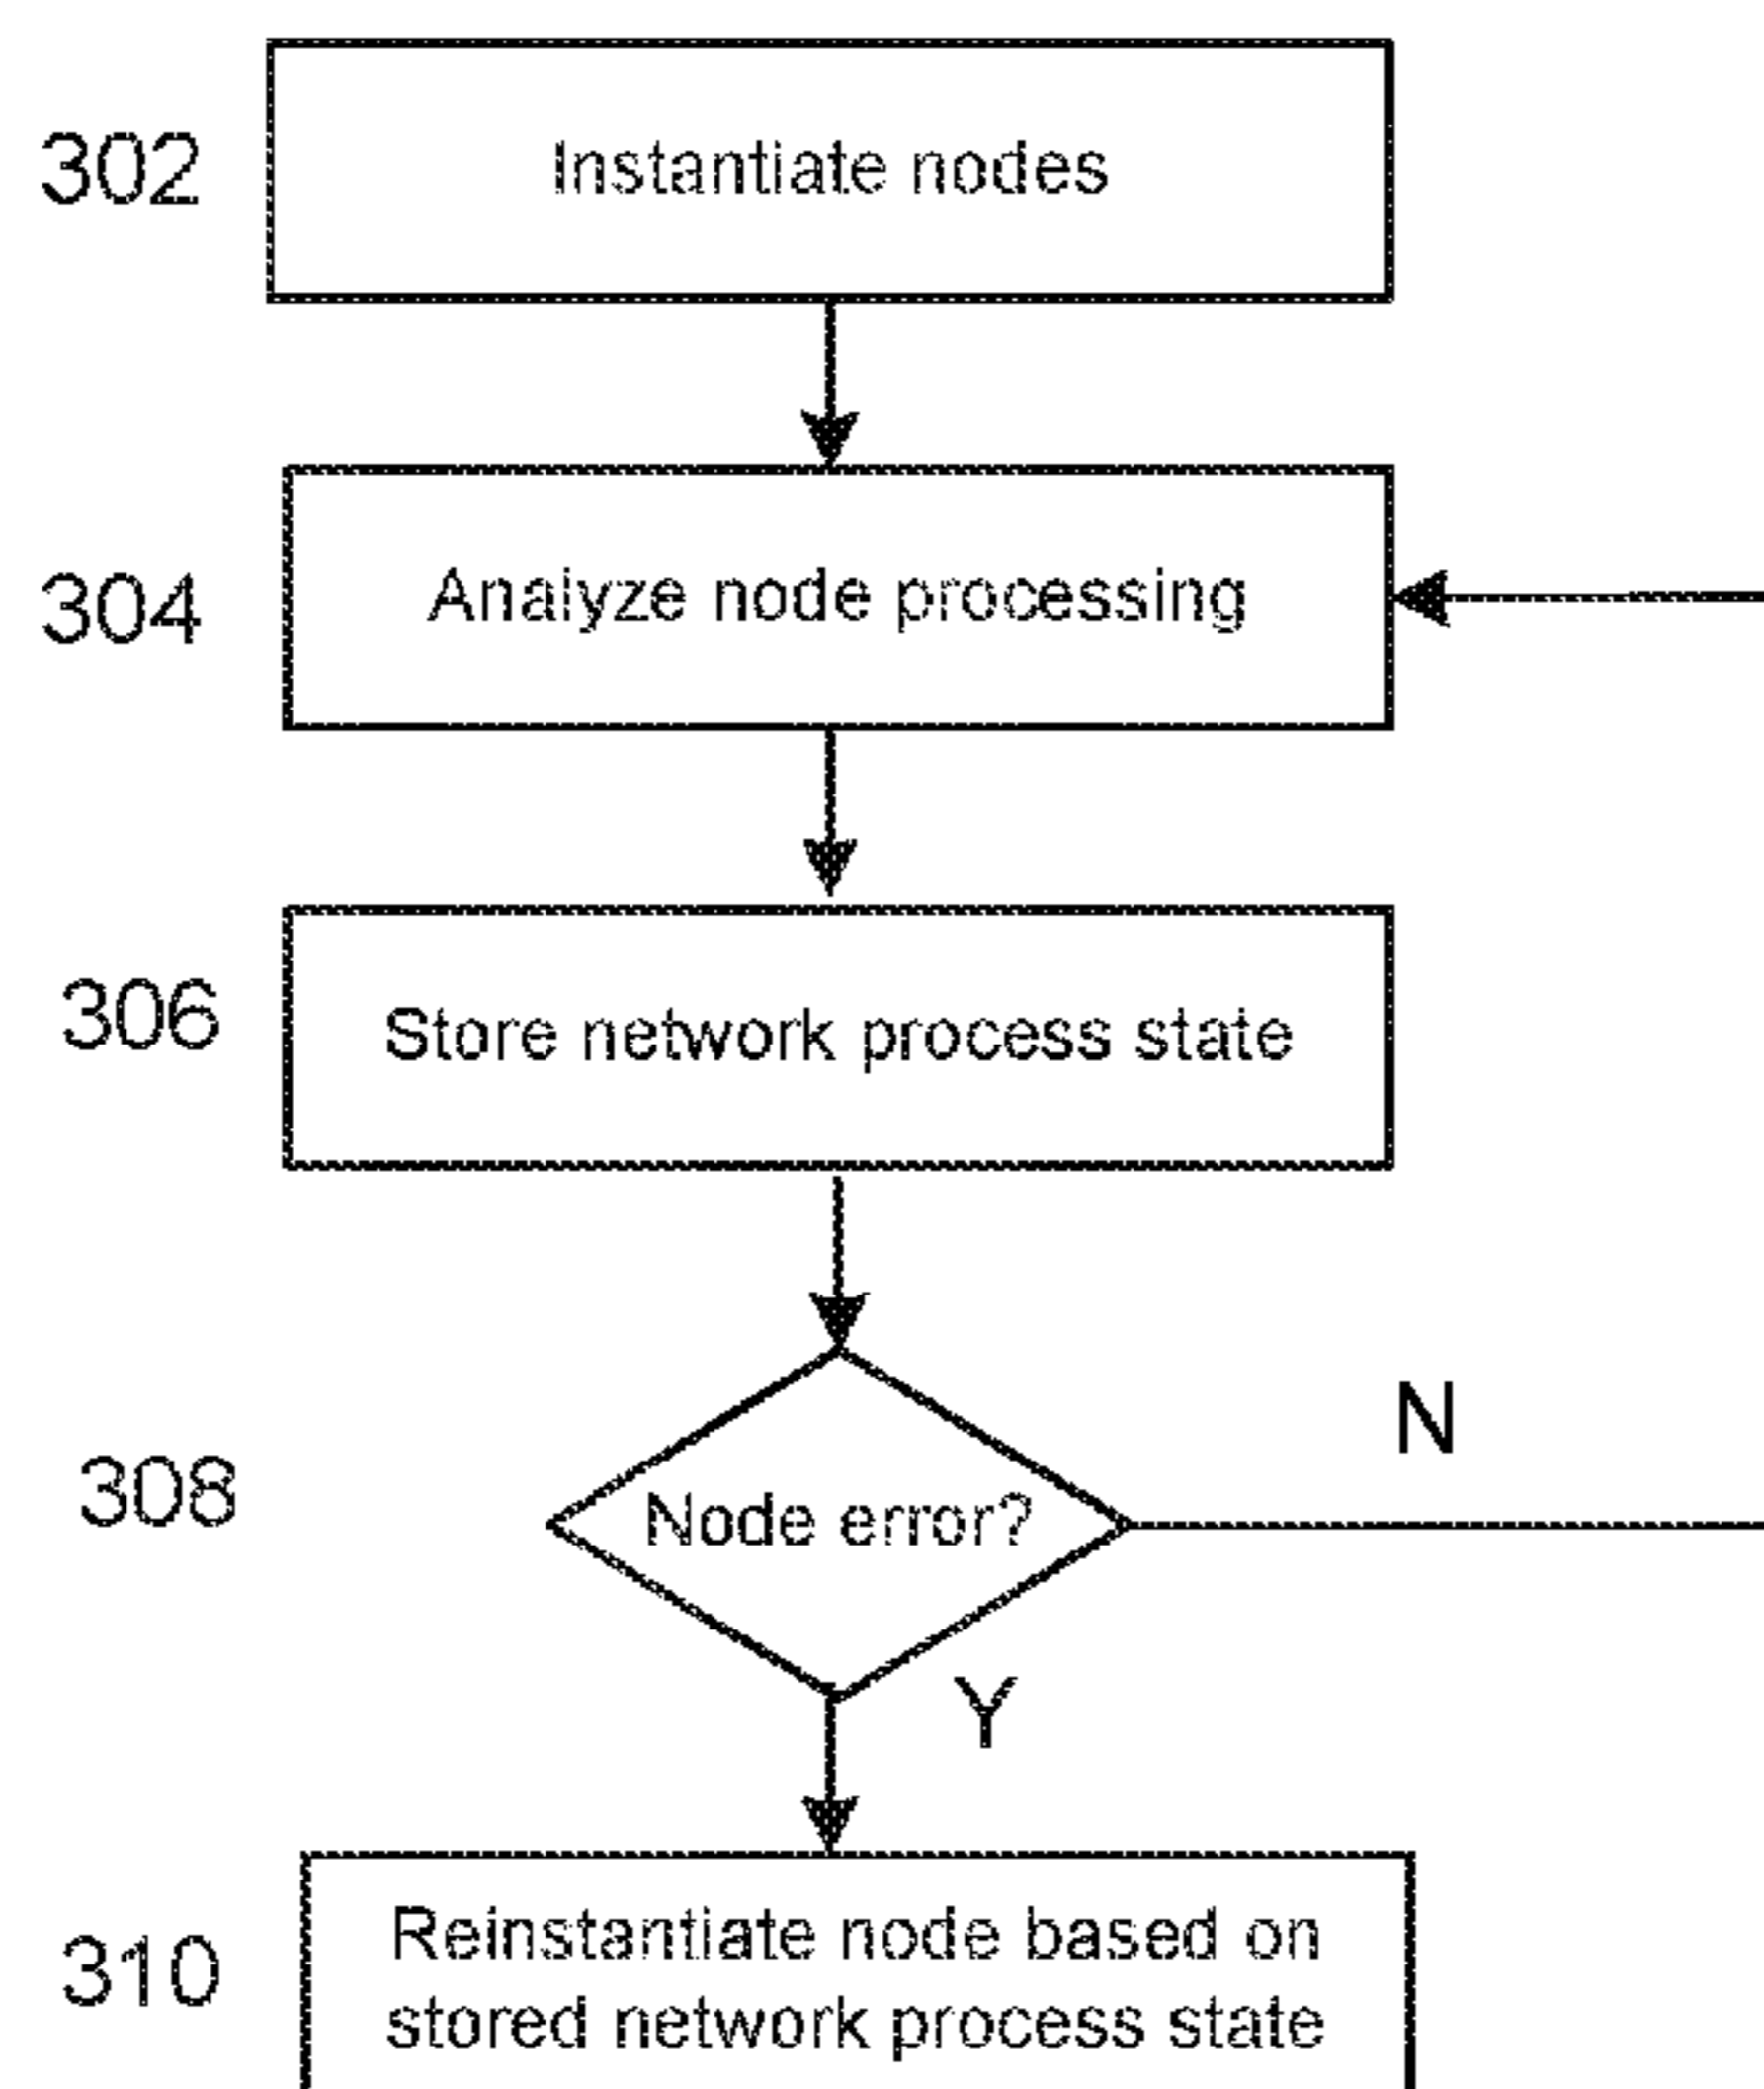 302
Instantiate nodes
304
Analyze node processing
306
Store network process state
308
Node error?
N
Y
310
Reinstantiate node based on
stored network process state